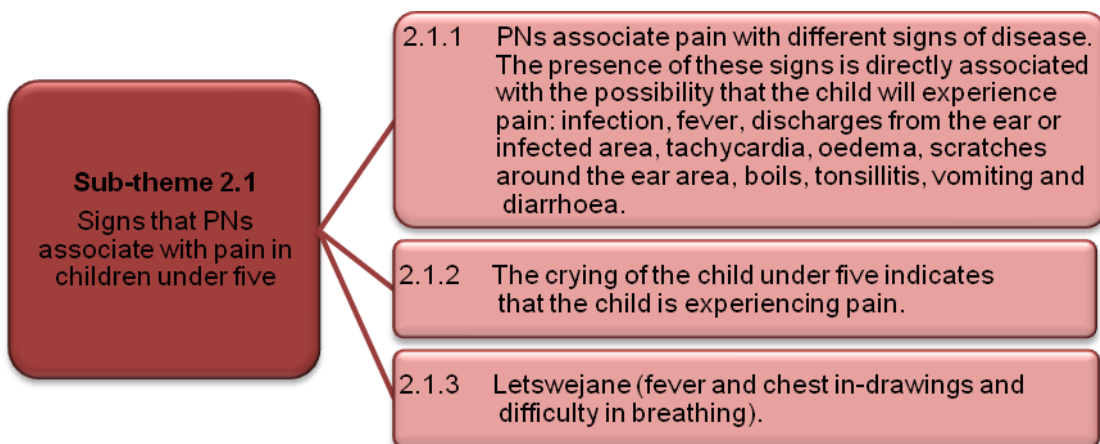 Sub-theme 2.1
Signs that PNs
associate with pain in
children under five
2.1.1 PNs associate pain with different signs of disease.
The presence of these signs is directly associated
with the possibility that the child will experience
pain: infection, fever, discharges from the ear or
infected area, tachycardia, oedema, scratches
around the ear area, boils, tonsillitis, vomiting and
diarrhoea.
2.1.2 The crying of the child under five indicates
that the child is experiencing pain.
2.1.3 Letswejane (fever and chest in-drawings and
difficulty in breathing).